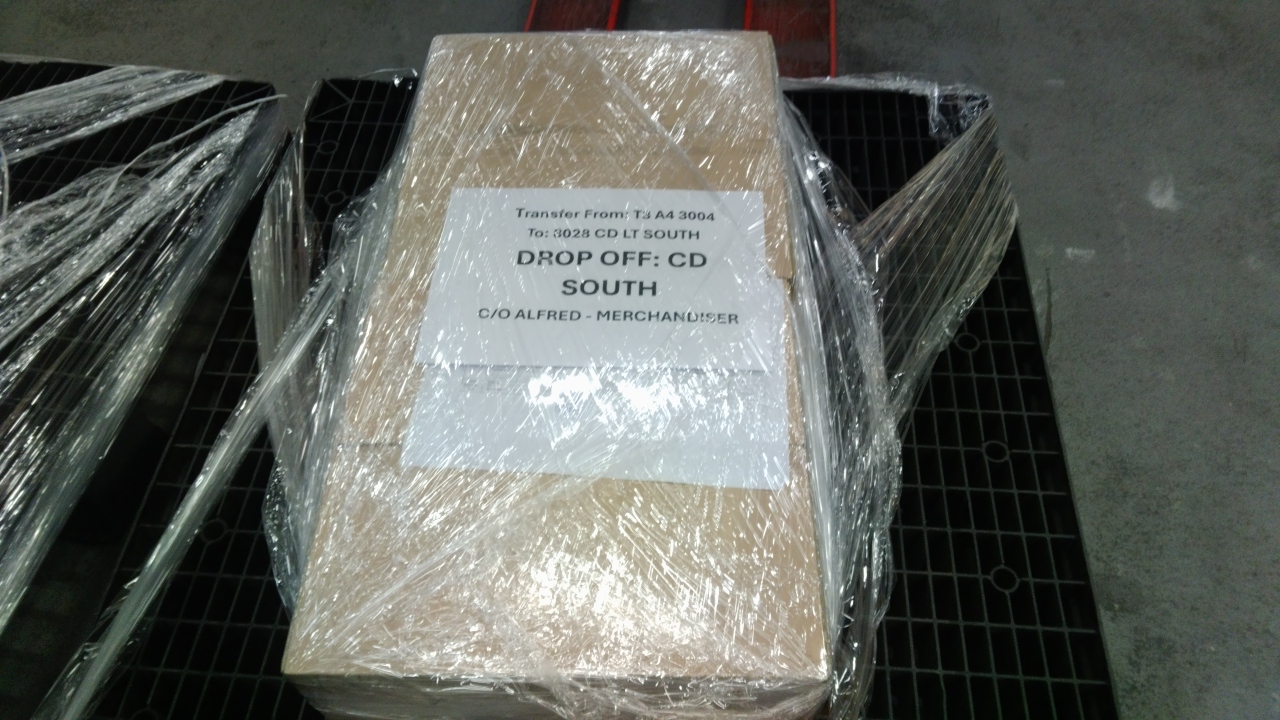 Transfer From: T3 A4 3004
To: 3028 CD LT SOUTH
DROP OFF: CD
SOUTH
C/O ALFRED - MERCHANDISER